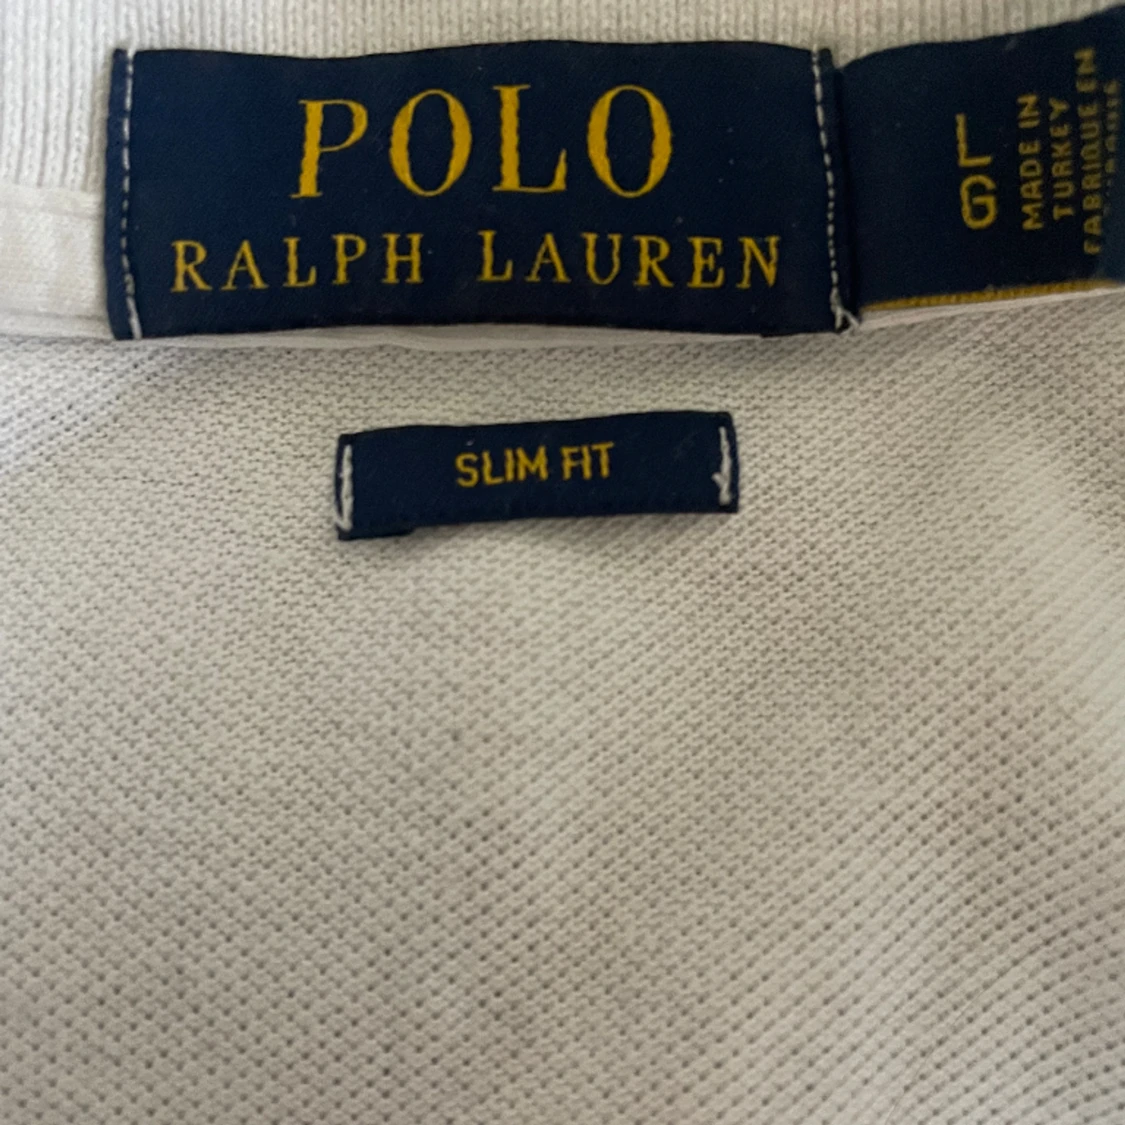 POLO
RALPH LAUREN
SLIM FIT
MADE IN
TURKEY
FABRIQUE EN